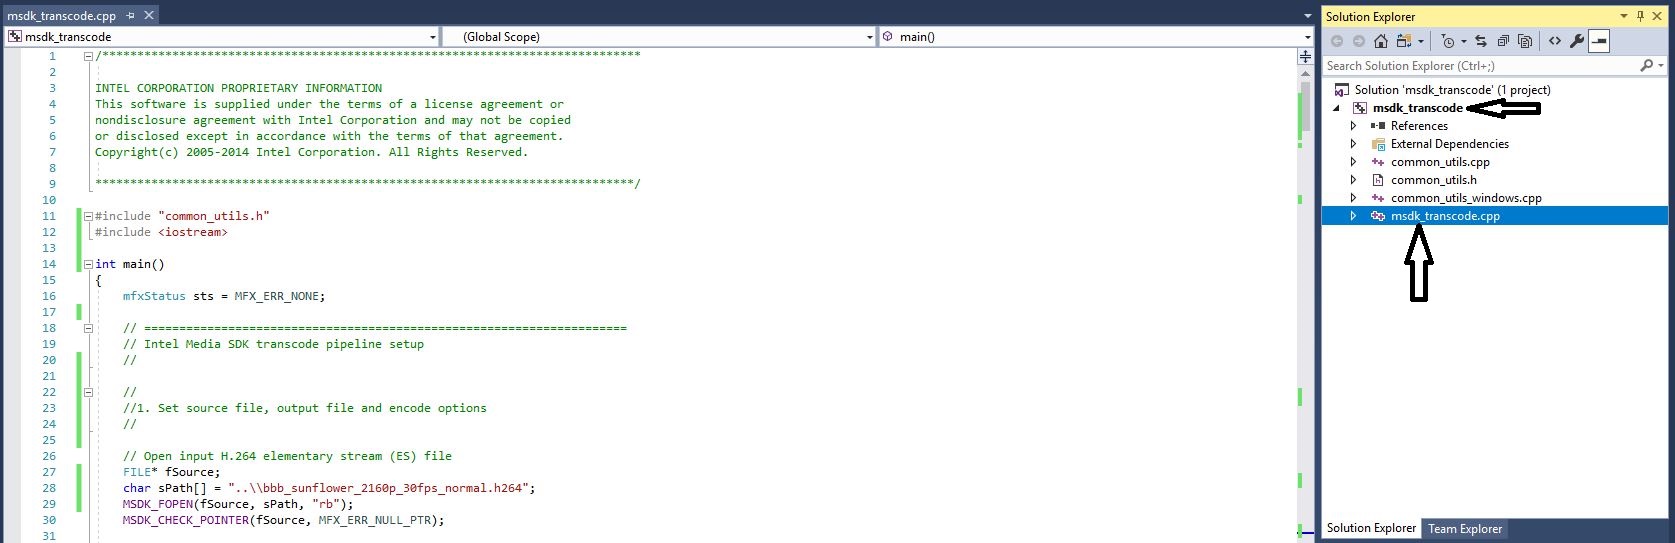 msdk_transcode.cpp
msdk_transcode
(Global Scope)
main()
1 /*****************************************************************************
2
3 INTEL CORPORATION PROPRIETARY INFORMATION
4 This software is supplied under the terms of a license agreement or
5 nondisclosure agreement with Intel Corporation and may not be copied
6 or disclosed except in accordance with the terms of that agreement.
7 Copyright(c) 2005-2014 Intel Corporation. All Rights Reserved.
8
9 *****************************************************************************/
10
11 #include "common_utils.h"
12 #include <iostream>
13
14 int main()
15 {
16 mfxStatus sts = MFX_ERR_NONE;
17
18 // =====================================================================
19 // Intel Media SDK transcode pipeline setup
20 //
21
22 //
23 //1. Set source file, output file and encode options
24 //
25
26 // Open input H.264 elementary stream (ES) file
27 FILE* fSource;
28 char sPath[] = "..\\bbb_sunflower_2160p_30fps_normal.h264";
29 MSDK_FOPEN(fSource, sPath, "rb");
30 MSDK_CHECK_POINTER(fSource, MFX_ERR_NULL_PTR);
31
Solution Explorer
Search Solution Explorer (Ctrl+;)
Solution 'msdk_transcode' (1 project)
msdk_transcode
References
External Dependencies
common_utils.cpp
common_utils.h
common_utils_windows.cpp
msdk_transcode.cpp
Solution Explorer
Team Explorer